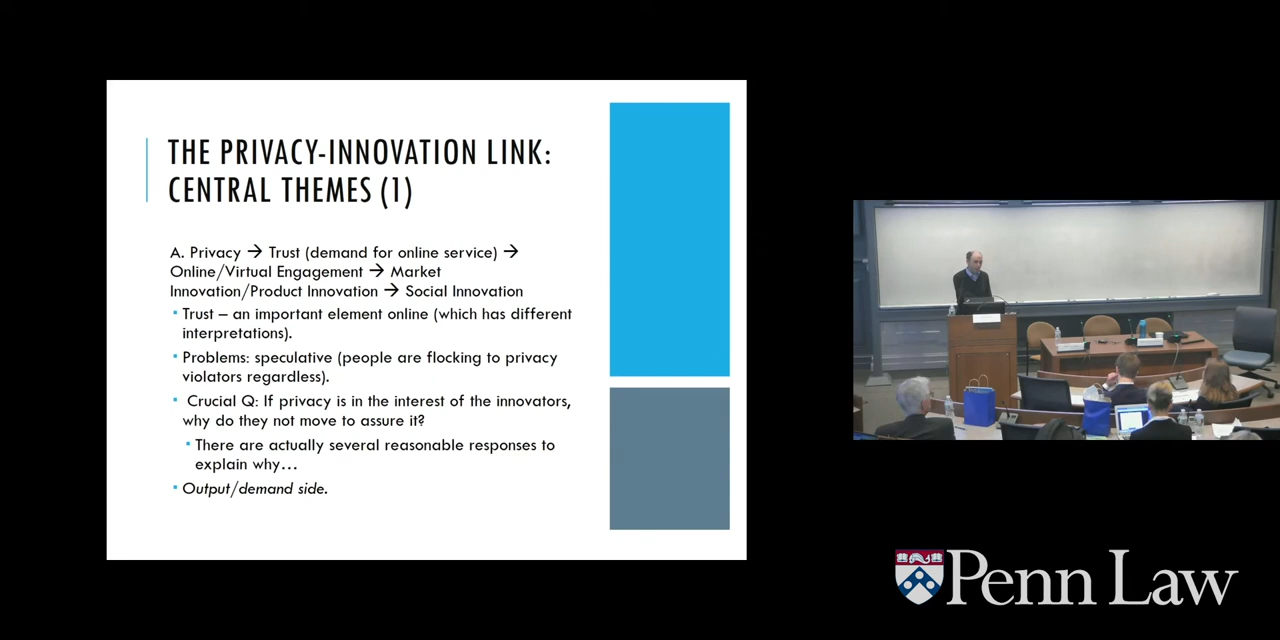 THE PRIVACY-INNOVATION LINK:
CENTRAL THEMES (1)
A. Privacy → Trust (demand for online service) →
Online/Virtual Engagement → Market
Innovation/Product Innovation → Social Innovation
▪ Trust – an important element online (which has different
interpretations).
▪ Problems: speculative (people are flocking to privacy
violators regardless).
▪ Crucial Q: If privacy is in the interest of the innovators,
why do they not move to assure it?
▪ There are actually several reasonable responses to
explain why…
▪ Output/demand side.
Penn Law